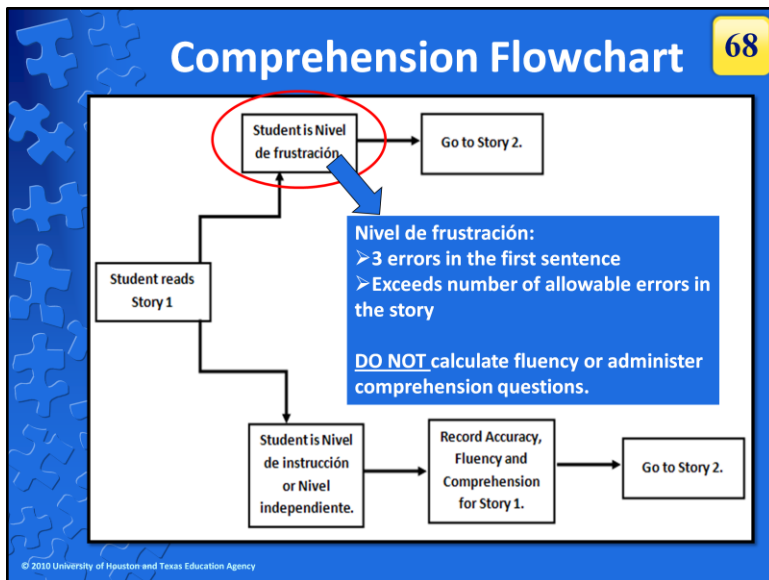 Comprehension Flowchart
68
Student is Nivel
de frustración.
Go to Story 2.
Nivel de frustración:
➢3 errors in the first sentence
➢Exceeds number of allowable errors in
the story
DO NOT calculate fluency or administer
comprehension questions.
Student reads
Story 1
Student is Nivel
de instrucción
or Nivel
independiente.
Record Accuracy,
Fluency and
Comprehension
for Story 1.
Go to Story 2.
© 2010 University of Houston and Texas Education Agency